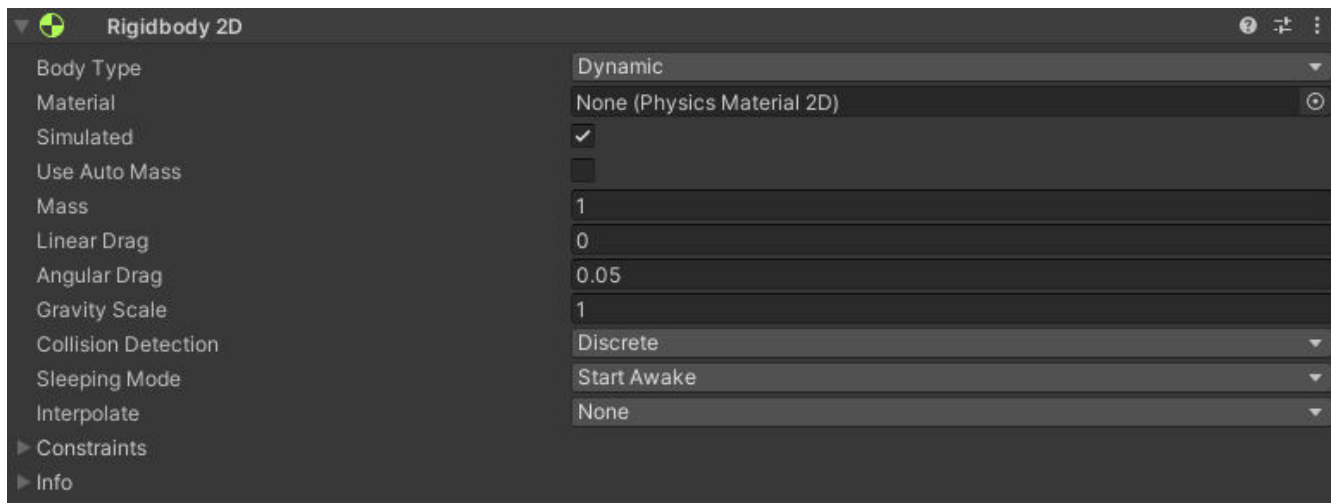 Rigidbody 2D
Body Type Dynamic
Material None (Physics Material 2D)
Simulated
Use Auto Mass
Mass 1
Linear Drag 0
Angular Drag 0.05
Gravity Scale 1
Collision Detection Discrete
Sleeping Mode Start Awake
Interpolate None
Constraints
Info